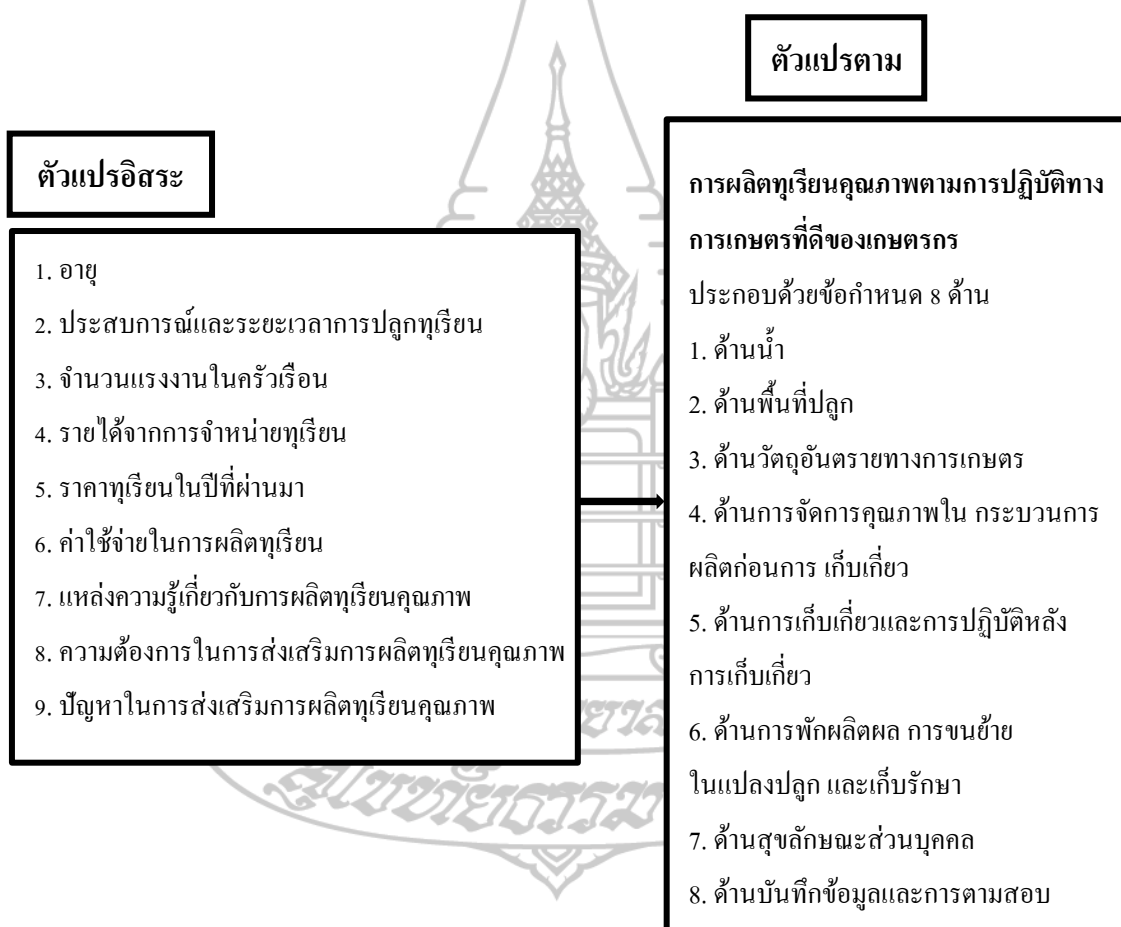 ตัวแปรตาม
ตัวแปรอิสระ
1. อายุ
2. ประสบการณ์และระยะเวลาการปลูกทุเรียน
3. จำนวนแรงงานในครัวเรือน
4. รายได้จากการจำหน่ายทุเรียน
5. ราคาทุเรียนในปีที่ผ่านมา
6. ค่าใช้จ่ายในการผลิตทุเรียน
7. แหล่งความรู้เกี่ยวกับการผลิตทุเรียนคุณภาพ
8. ความต้องการในการส่งเสริมการผลิตทุเรียนคุณภาพ
9. ปัญหาในการส่งเสริมการผลิตทุเรียนคุณภาพ
การผลิตทุเรียนคุณภาพตามการปฏิบัติทาง
การเกษตรที่ดีของเกษตรกร
ประกอบด้วยข้อกำหนด 8 ด้าน
1. ด้านน้ำ
2. ด้านพื้นที่ปลูก
3. ด้านวัตถุอันตรายทางการเกษตร
4. ด้านการจัดการคุณภาพใน กระบวนการ
ผลิตก่อนการ เก็บเกี่ยว
5. ด้านการเก็บเกี่ยวและการปฏิบัติหลัง
การเก็บเกี่ยว
6. ด้านการพักผลิตผล การขนย้าย
ในแปลงปลูก และเก็บรักษา
7. ด้านสุขลักษณะส่วนบุคคล
8. ด้านบันทึกข้อมูลและการตามสอบ